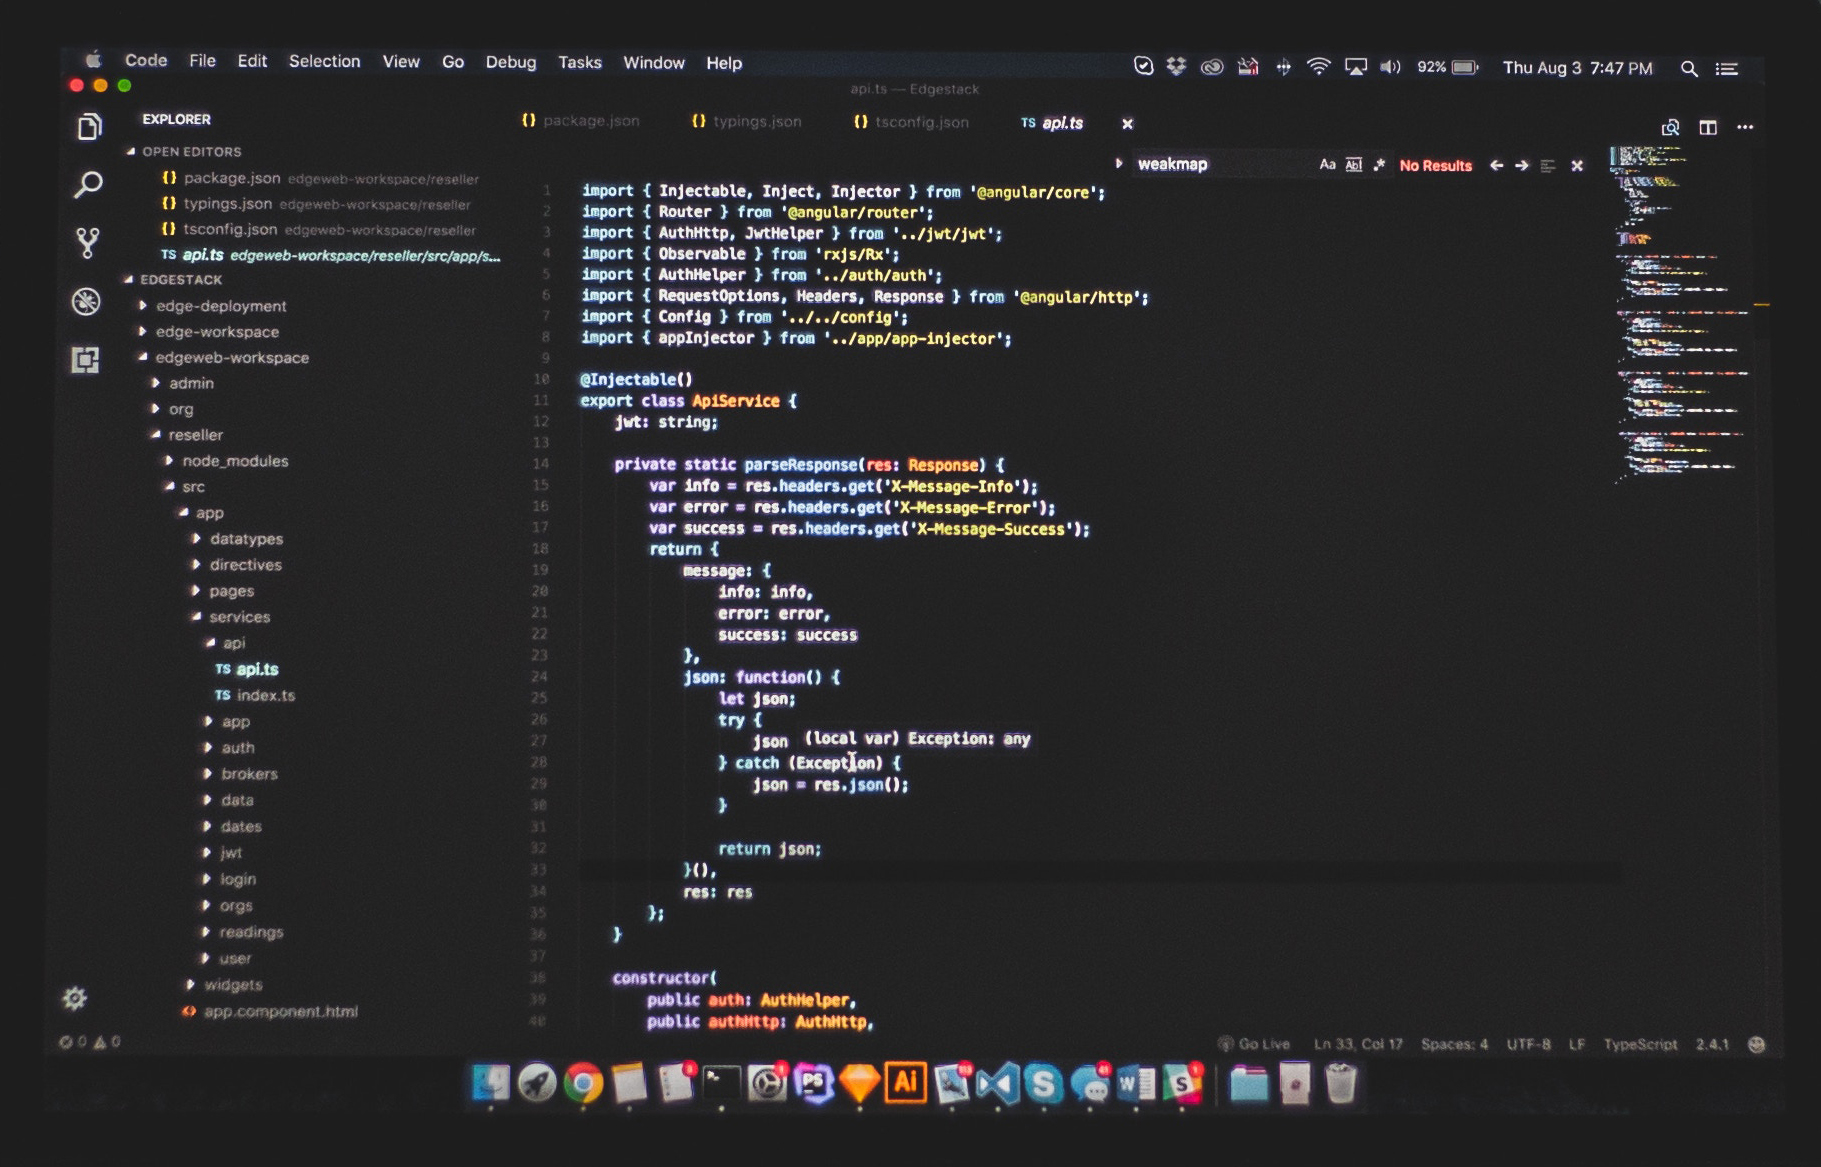 Code File Edit Selection View Go Debug Tasks Window Help 92% Thu Aug 3 7:47 PM
api.ts — Edgestack
EXPLORER
OPEN EDITORS
{} package.json edgeweb-workspace/reseller
{} typings.json edgeweb-workspace/reseller
{} tsconfig.json edgeweb-workspace/reseller
TS api.ts edgeweb-workspace/reseller/src/app/s...
EDGESTACK
edge-deployment
edge-workspace
edgeweb-workspace
admin
org
reseller
node_modules
src
app
datatypes
directives
pages
services
api
TS api.ts
TS index.ts
app
auth
brokers
data
dates
jwt
login
orgs
readings
user
widgets
<> app.component.html
{} package.json {} typings.json {} tsconfig.json TS api.ts ×
weakmap Aa Abl .* No Results
1 import { Injectable, Inject, Injector } from '@angular/core';
2 import { Router } from '@angular/router';
3 import { AuthHttp, JwtHelper } from '../jwt/jwt';
4 import { Observable } from 'rxjs/Rx';
5 import { AuthHelper } from '../auth/auth';
6 import { RequestOptions, Headers, Response } from '@angular/http';
7 import { Config } from '../../config';
8 import { appInjector } from '../app/app-injector';
9
10 @Injectable()
11 export class ApiService {
12 jwt: string;
13
14 private static parseResponse(res: Response) {
15 var info = res.headers.get('X-Message-Info');
16 var error = res.headers.get('X-Message-Error');
17 var success = res.headers.get('X-Message-Success');
18 return {
19 message: {
20 info: info,
21 error: error,
22 success: success
23 },
24 json: function() {
25 let json;
26 try {
27 json (local var) Exception: any
28 } catch (Exception) {
29 json = res.json();
30 }
31
32 return json;
33 }(),
34 res: res
35 };
36 }
37
38 constructor(
39 public auth: AuthHelper,
40 public authHttp: AuthHttp,
0 0 Go Live Ln 33, Col 17 Spaces: 4 UTF-8 LF TypeScript 2.4.1
PS Ai S W S